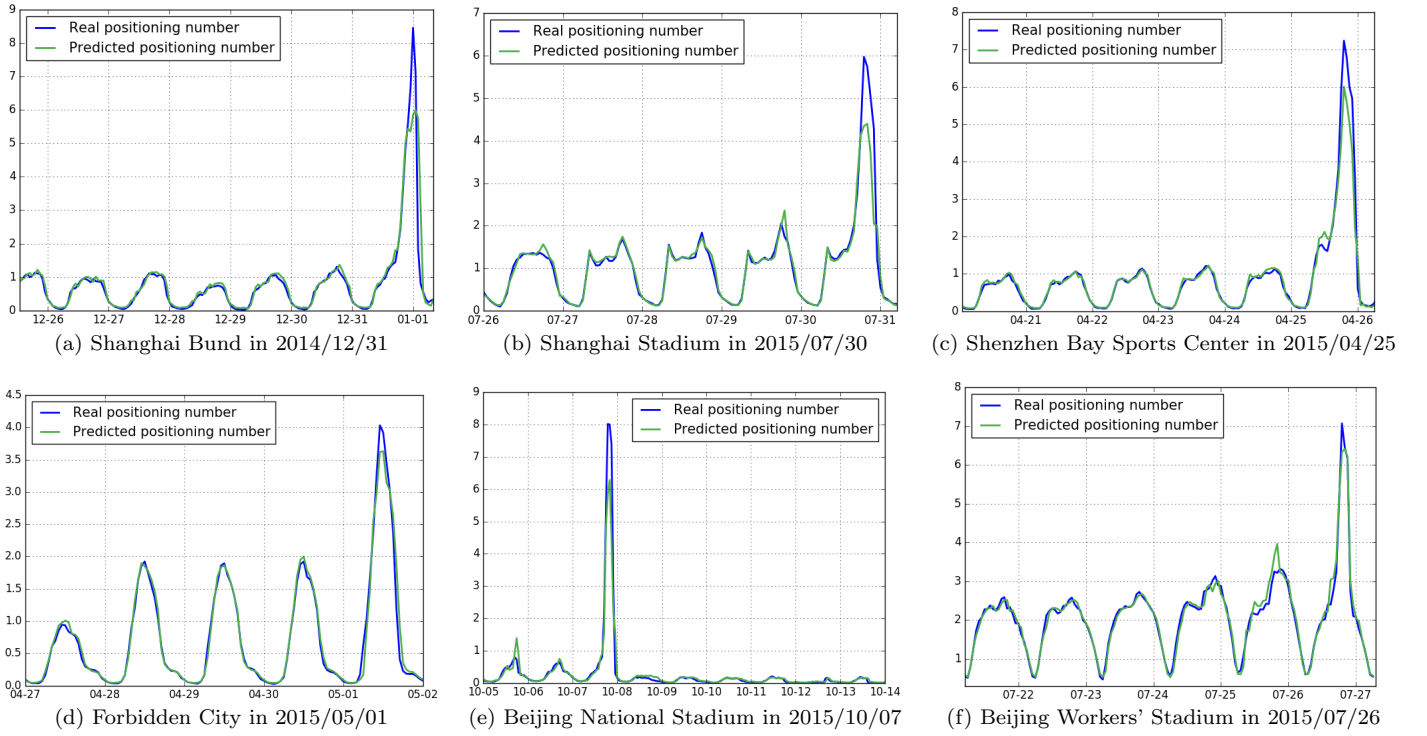 Real positioning number
Predicted positioning number
9
8
7
6
5
4
3
2
1
0
12-26 12-27 12-28 12-29 12-30 12-31 01-01
(a) Shanghai Bund in 2014/12/31
Real positioning number
Predicted positioning number
7
6
5
4
3
2
1
0
07-26 07-27 07-28 07-29 07-30 07-31
(b) Shanghai Stadium in 2015/07/30
Real positioning number
Predicted positioning number
8
7
6
5
4
3
2
1
0
04-21 04-22 04-23 04-24 04-25 04-26
(c) Shenzhen Bay Sports Center in 2015/04/25
Real positioning number
Predicted positioning number
4.5
4.0
3.5
3.0
2.5
2.0
1.5
1.0
0.5
0.0
04-27 04-28 04-29 04-30 05-01 05-02
(d) Forbidden City in 2015/05/01
Real positioning number
Predicted positioning number
9
8
7
6
5
4
3
2
1
0
10-05 10-06 10-07 10-08 10-09 10-10 10-11 10-12 10-13 10-14
(e) Beijing National Stadium in 2015/10/07
Real positioning number
Predicted positioning number
8
7
6
5
4
3
2
1
07-22 07-23 07-24 07-25 07-26 07-27
(f) Beijing Workers' Stadium in 2015/07/26